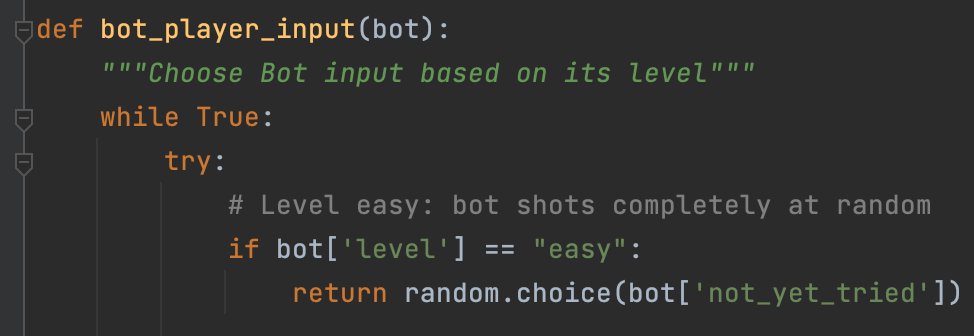 def bot_player_input(bot):
    """Choose Bot input based on its level"""
    while True:
        try:
            # Level easy: bot shots completely at random
            if bot['level'] == "easy":
                return random.choice(bot['not_yet_tried'])